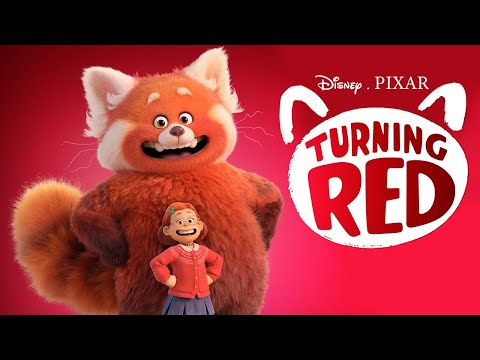 Disney . PIXAR
TURNING
RED